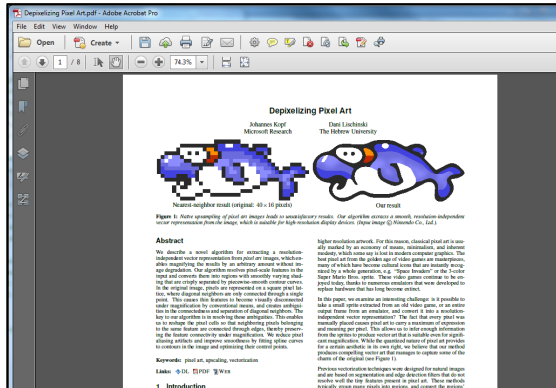 Depixelizing Pixel Art.pdf - Adobe Acrobat Pro
File Edit View Window Help
Open Create
1 / 8 74.3%
Depixelizing Pixel Art
Johannes Kopf Dani Lischinski
Microsoft Research The Hebrew University
Nearest-neighbor result (original: 40 × 16 pixels) Our result
Figure 1: Naïve upsampling of pixel art images leads to unsatisfactory results. Our algorithm extracts a smooth, resolution-independent
vector representation from the image, which is suitable for high-resolution display devices. (Input image © Nintendo Co., Ltd.)
Abstract
We describe a novel algorithm for extracting a resolution-
independent vector representation from pixel art images, which en-
ables magnifying the results by an arbitrary amount without im-
age degradation. Our algorithm resolves pixel-scale features in the
input and converts them into regions with smoothly varying shad-
ing that are crisply separated by piecewise-smooth contour curves.
In the original image, pixels are represented on a square pixel lat-
tice, where diagonal neighbors are only connected through a single
point. This causes thin features to become visually disconnected
under magnification by conventional means, and creates ambigui-
ties in the connectedness and separation of diagonal neighbors. The
key to our algorithm is in resolving these ambiguities. This enables
us to reshape the pixel cells so that neighboring pixels belonging
to the same feature are connected through edges, thereby preserv-
ing the feature connectivity under magnification. We reduce pixel
aliasing artifacts and improve smoothness by fitting spline curves
to contours in the image and optimizing their control points.
Keywords: pixel art, upscaling, vectorization
Links: DL PDF WEB
1 Introduction
higher resolution artwork. For this reason, classical pixel art is usu-
ally marked by an economy of means, minimalism, and inherent
modesty, which some say is lost in modern computer graphics. The
best pixel art from the golden age of video games are masterpieces,
many of which have become cultural icons that are instantly recog-
nized by a whole generation, e.g. "Space Invaders" or the 3-color
Super Mario Bros. sprite. These video games continue to be en-
joyed today, thanks to numerous emulators that were developed to
replace hardware that has long become extinct.
In this paper, we examine an interesting challenge: is it possible to
take a small sprite extracted from an old video game, or an entire
output frame from an emulator, and convert it into a resolution-
independent vector representation? The fact that every pixel was
manually placed causes pixel art to carry a maximum of expression
and meaning per pixel. This allows us to infer enough information
from the sprites to produce vector art that is suitable even for signifi-
cant magnification. While the quantized nature of pixel art provides
for a certain aesthetic in its own right, we believe that our method
produces compelling vector art that manages to capture some of the
charm of the original (see Figure 1).
Previous vectorization techniques were designed for natural images
and are based on segmentation and edge detection filters that do not
resolve well the tiny features present in pixel art. These methods
typically group many pixels into regions, and convert the regions'